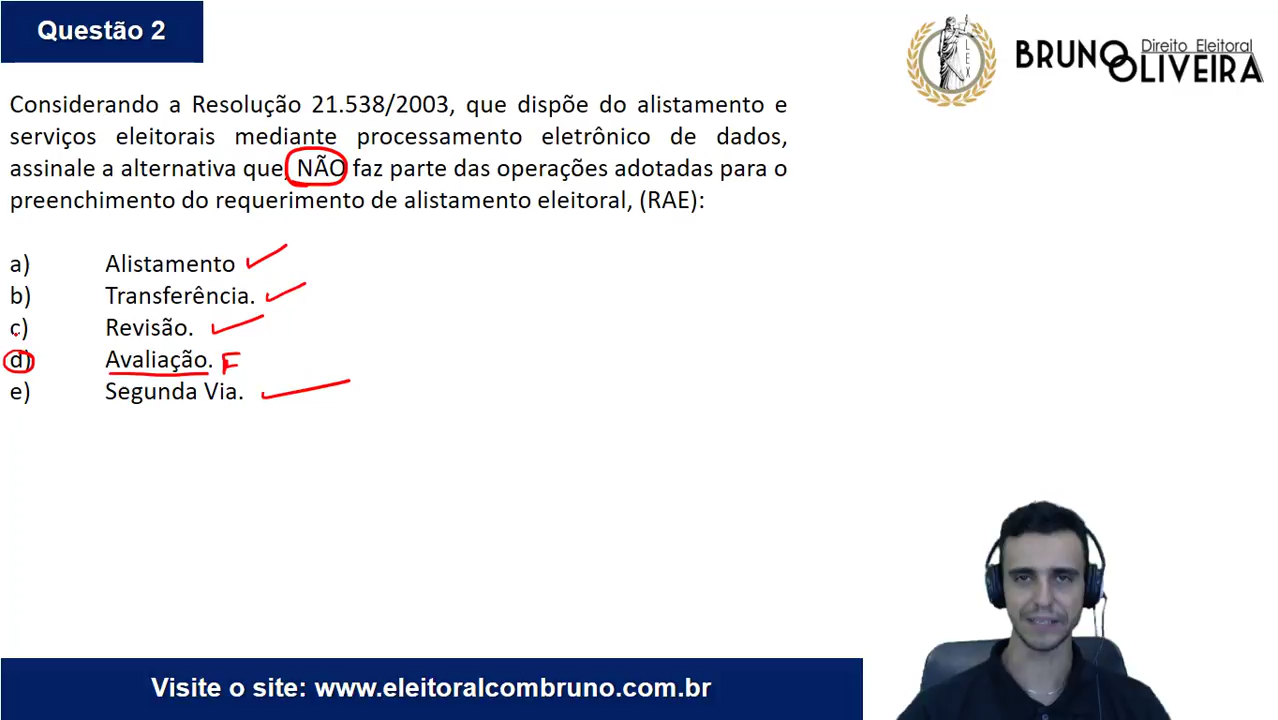 Questão 2
LEX
BRUNO Direito Eleitoral
OLIVEIRA
Considerando a Resolução 21.538/2003, que dispõe do alistamento e
serviços eleitorais mediante processamento eletrônico de dados,
assinale a alternativa que, NÃO faz parte das operações adotadas para o
preenchimento do requerimento de alistamento eleitoral, (RAE):
a) Alistamento
b) Transferência.
c) Revisão.
d) Avaliação. F
e) Segunda Via.
Visite o site: www.eleitoralcombruno.com.br